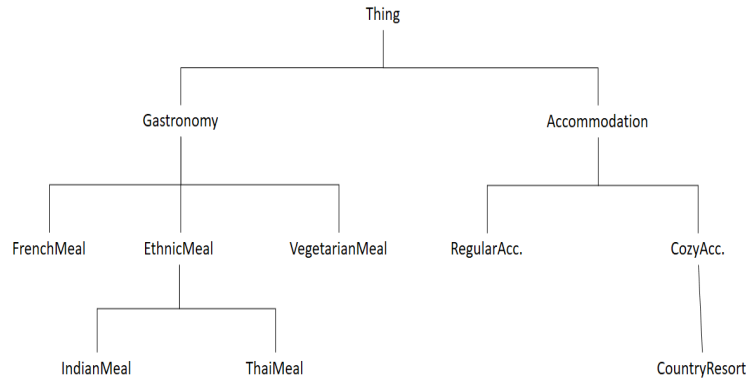 Thing
Gastronomy
Accommodation
FrenchMeal
EthnicMeal
VegetarianMeal
RegularAcc.
CozyAcc.
IndianMeal
ThaiMeal
CountryResort